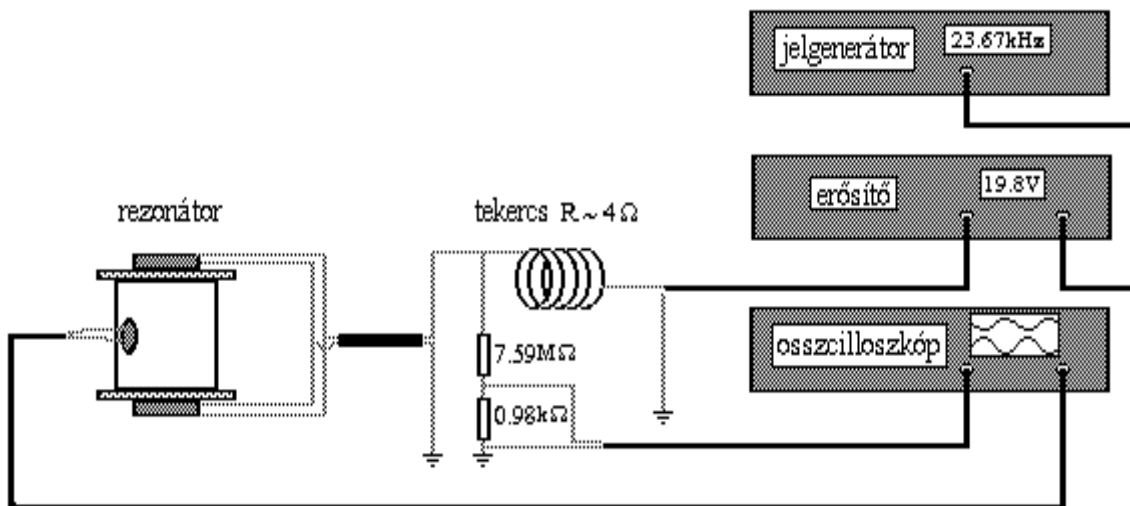 jelgenerátor
23.67kHz
erősítő
19.8V
rezonátor
tekercs R ~ 4 Ω
osszcilloszkóp
7.59MΩ
0.98kΩ